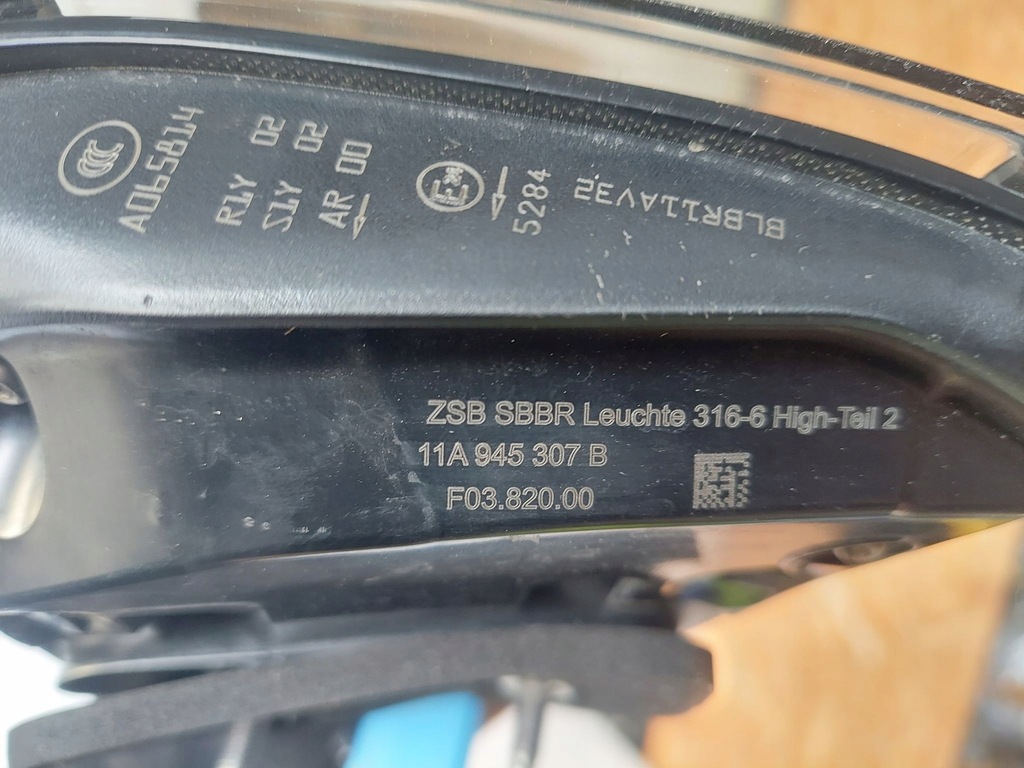 CCC
A065814
R1Y 02
S1Y 02
AR 00
5284
BLBR11AV32
ZSB SBBR Leuchte 316-6 High-Teil 2
11A 945 307 B
F03.820.00